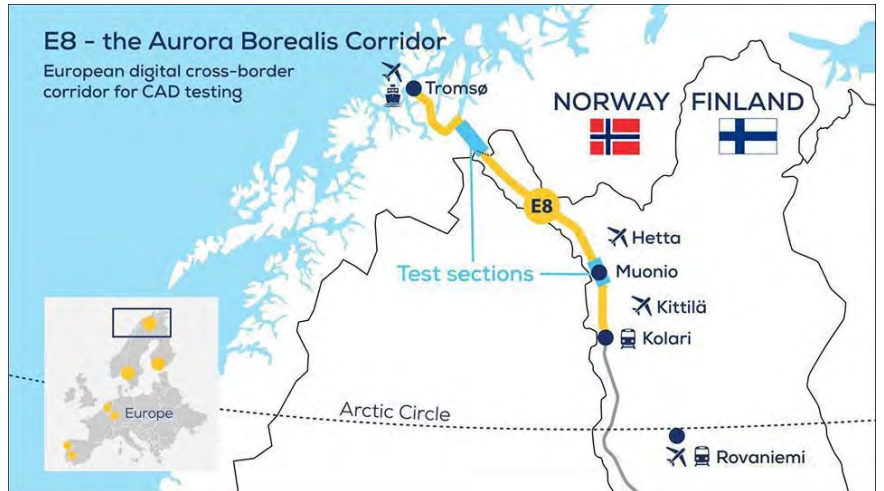 E8 - the Aurora Borealis Corridor
European digital cross-border
corridor for CAD testing
Tromsø
NORWAY
FINLAND
E8
Hetta
Test sections
Muonio
Kittilä
Kolari
Europe
Arctic Circle
Rovaniemi